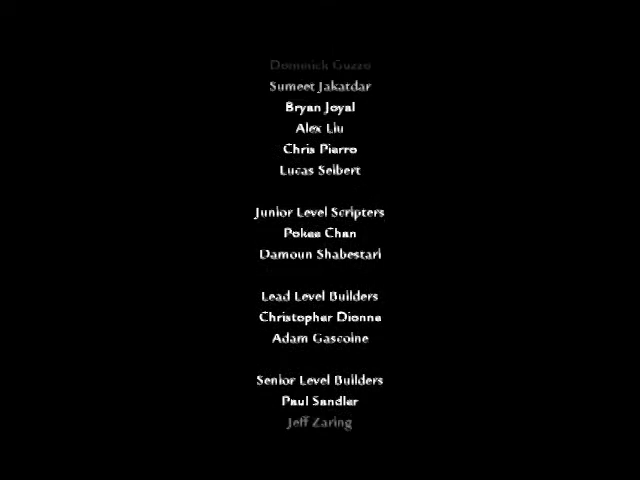 Dominick Guzzo
Sumeet Jakatdar
Bryan Joyal
Alex Liu
Chris Pierro
Lucas Seibert
Junior Level Scripters
Pokee Chan
Damoun Shabestari
Lead Level Builders
Christopher Dionne
Adam Gascoine
Senior Level Builders
Paul Sandler
Jeff Zaring